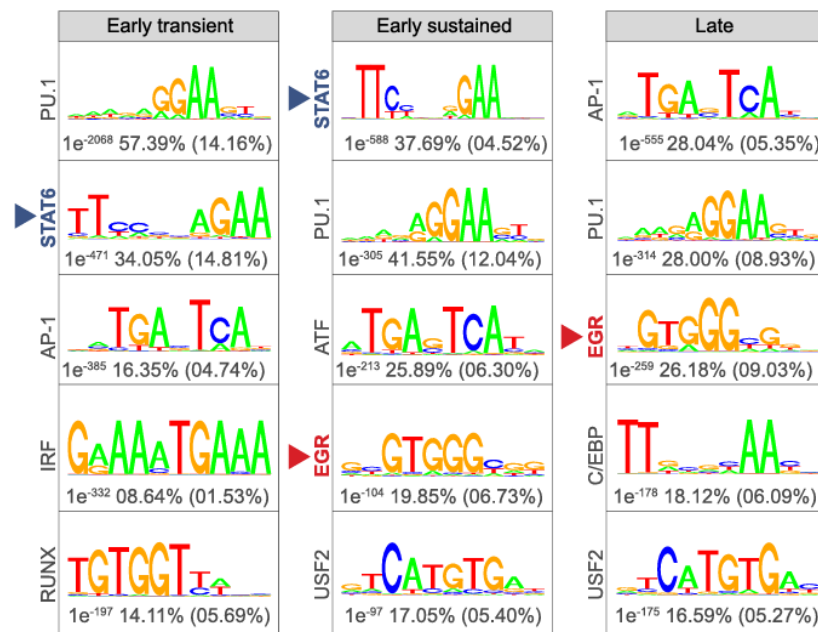 Early transient
Early sustained
Late
PU.1
1e-2068 57.39% (14.16%)
STAT6
1e-588 37.69% (04.52%)
AP-1
1e-555 28.04% (05.35%)
STAT6
1e-471 34.05% (14.81%)
PU.1
1e-305 41.55% (12.04%)
PU.1
1e-314 28.00% (08.93%)
AP-1
1e-385 16.35% (04.74%)
ATF
1e-213 25.89% (06.30%)
EGR
1e-259 26.18% (09.03%)
IRF
1e-332 08.64% (01.53%)
EGR
1e-104 19.85% (06.73%)
C/EBP
1e-178 18.12% (06.09%)
RUNX
1e-197 14.11% (05.69%)
USF2
1e-97 17.05% (05.40%)
USF2
1e-175 16.59% (05.27%)